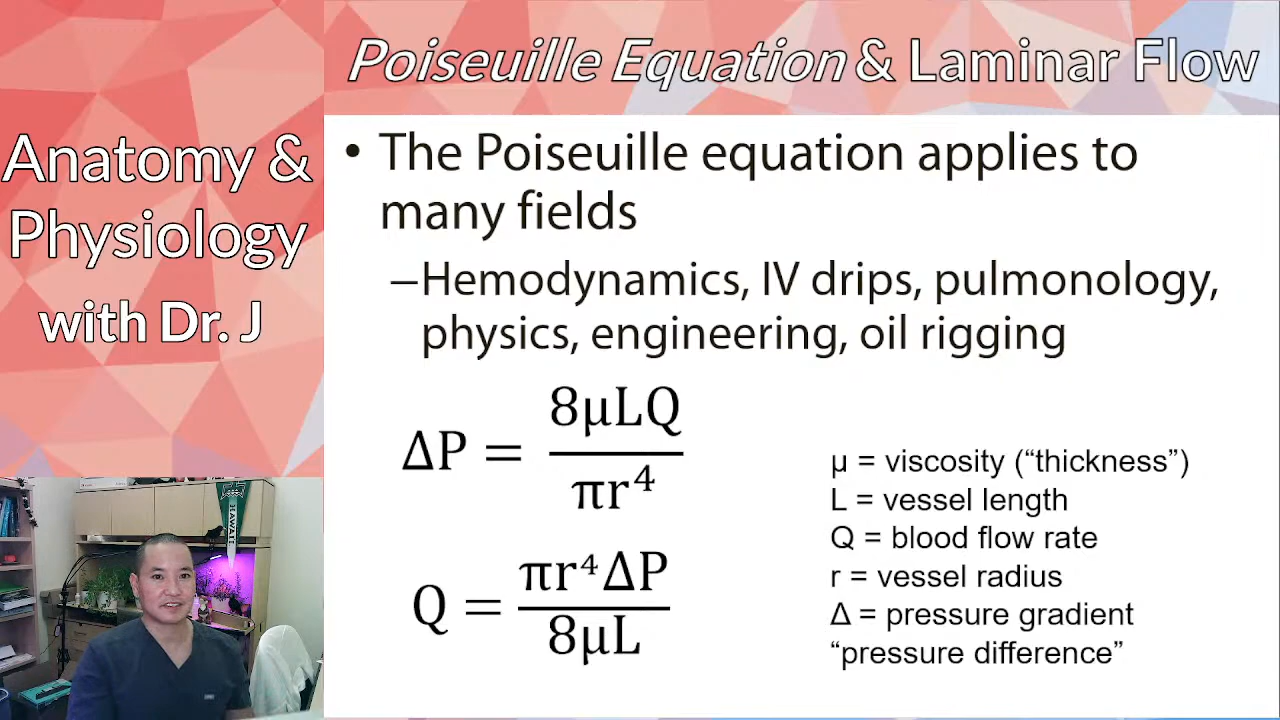 Anatomy &
Physiology
with Dr. J
Poiseuille Equation & Laminar Flow
• The Poiseuille equation applies to
many fields
–Hemodynamics, IV drips, pulmonology,
physics, engineering, oil rigging
ΔP = 8μLQ / πr⁴
Q = πr⁴ΔP / 8μL
μ = viscosity (“thickness”)
L = vessel length
Q = blood flow rate
r = vessel radius
Δ = pressure gradient
“pressure difference”
HAWAII